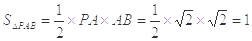 S△PAB = 1/2 × PA × AB = 1/2 × √2 × √2 = 1